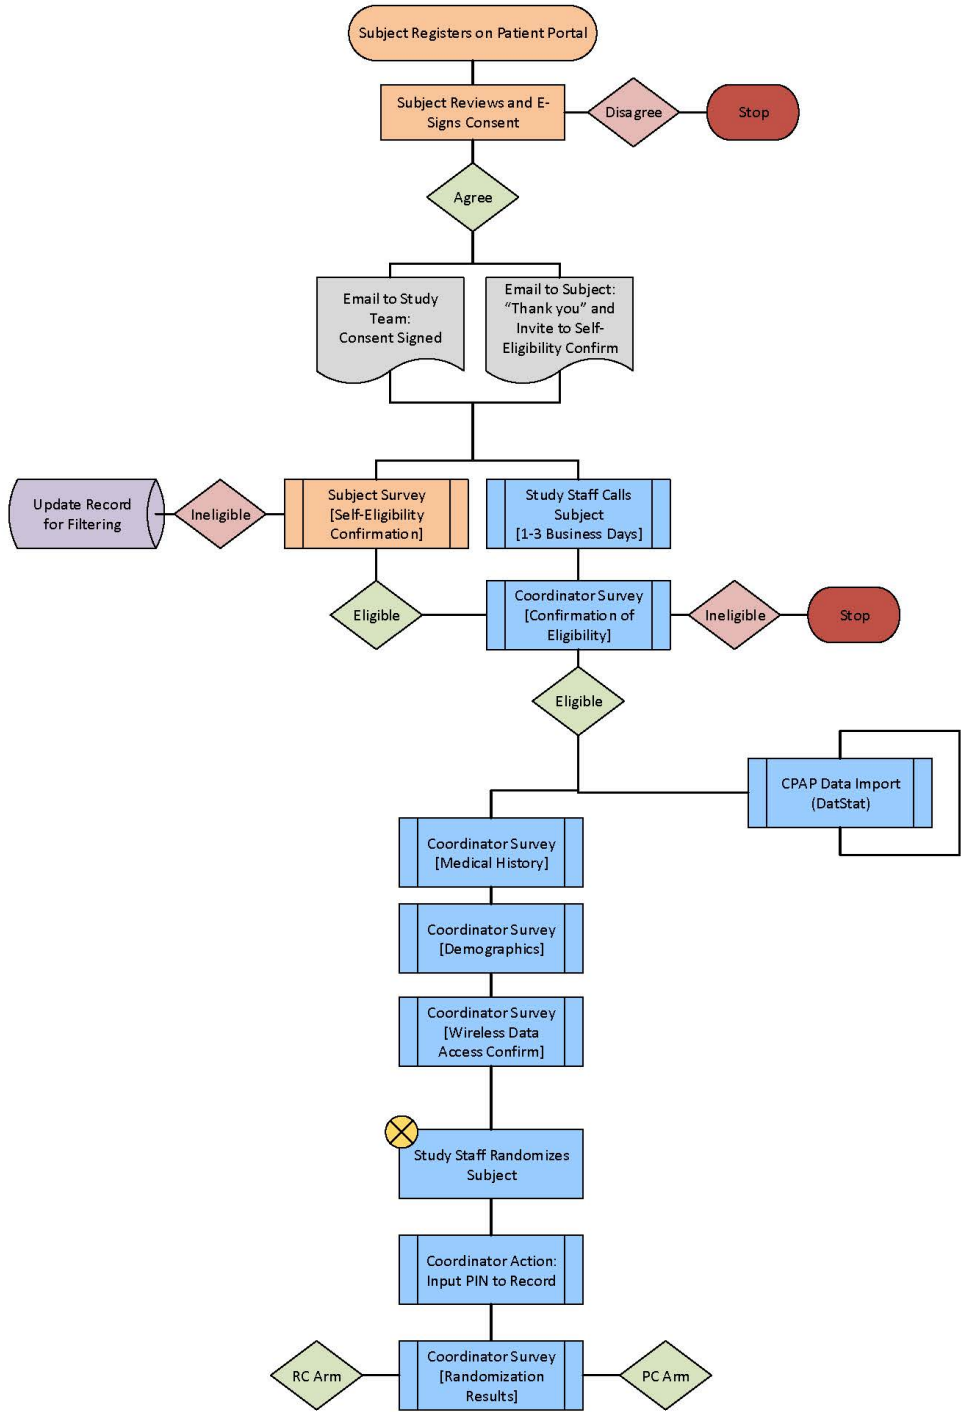 Subject Registers on Patient Portal
Subject Reviews and E-
Signs Consent
Disagree
Stop
Agree
Email to Study
Team:
Consent Signed
Email to Subject:
“Thank you” and
Invite to Self-
Eligibility Confirm
Update Record
for Filtering
Ineligible
Subject Survey
[Self-Eligibility
Confirmation]
Study Staff Calls
Subject
[1-3 Business Days]
Eligible
Coordinator Survey
[Confirmation of
Eligibility]
Ineligible
Stop
Eligible
CPAP Data Import
(DatStat)
Coordinator Survey
[Medical History]
Coordinator Survey
[Demographics]
Coordinator Survey
[Wireless Data
Access Confirm]
Study Staff Randomizes
Subject
Coordinator Action:
Input PIN to Record
RC Arm
Coordinator Survey
[Randomization
Results]
PC Arm